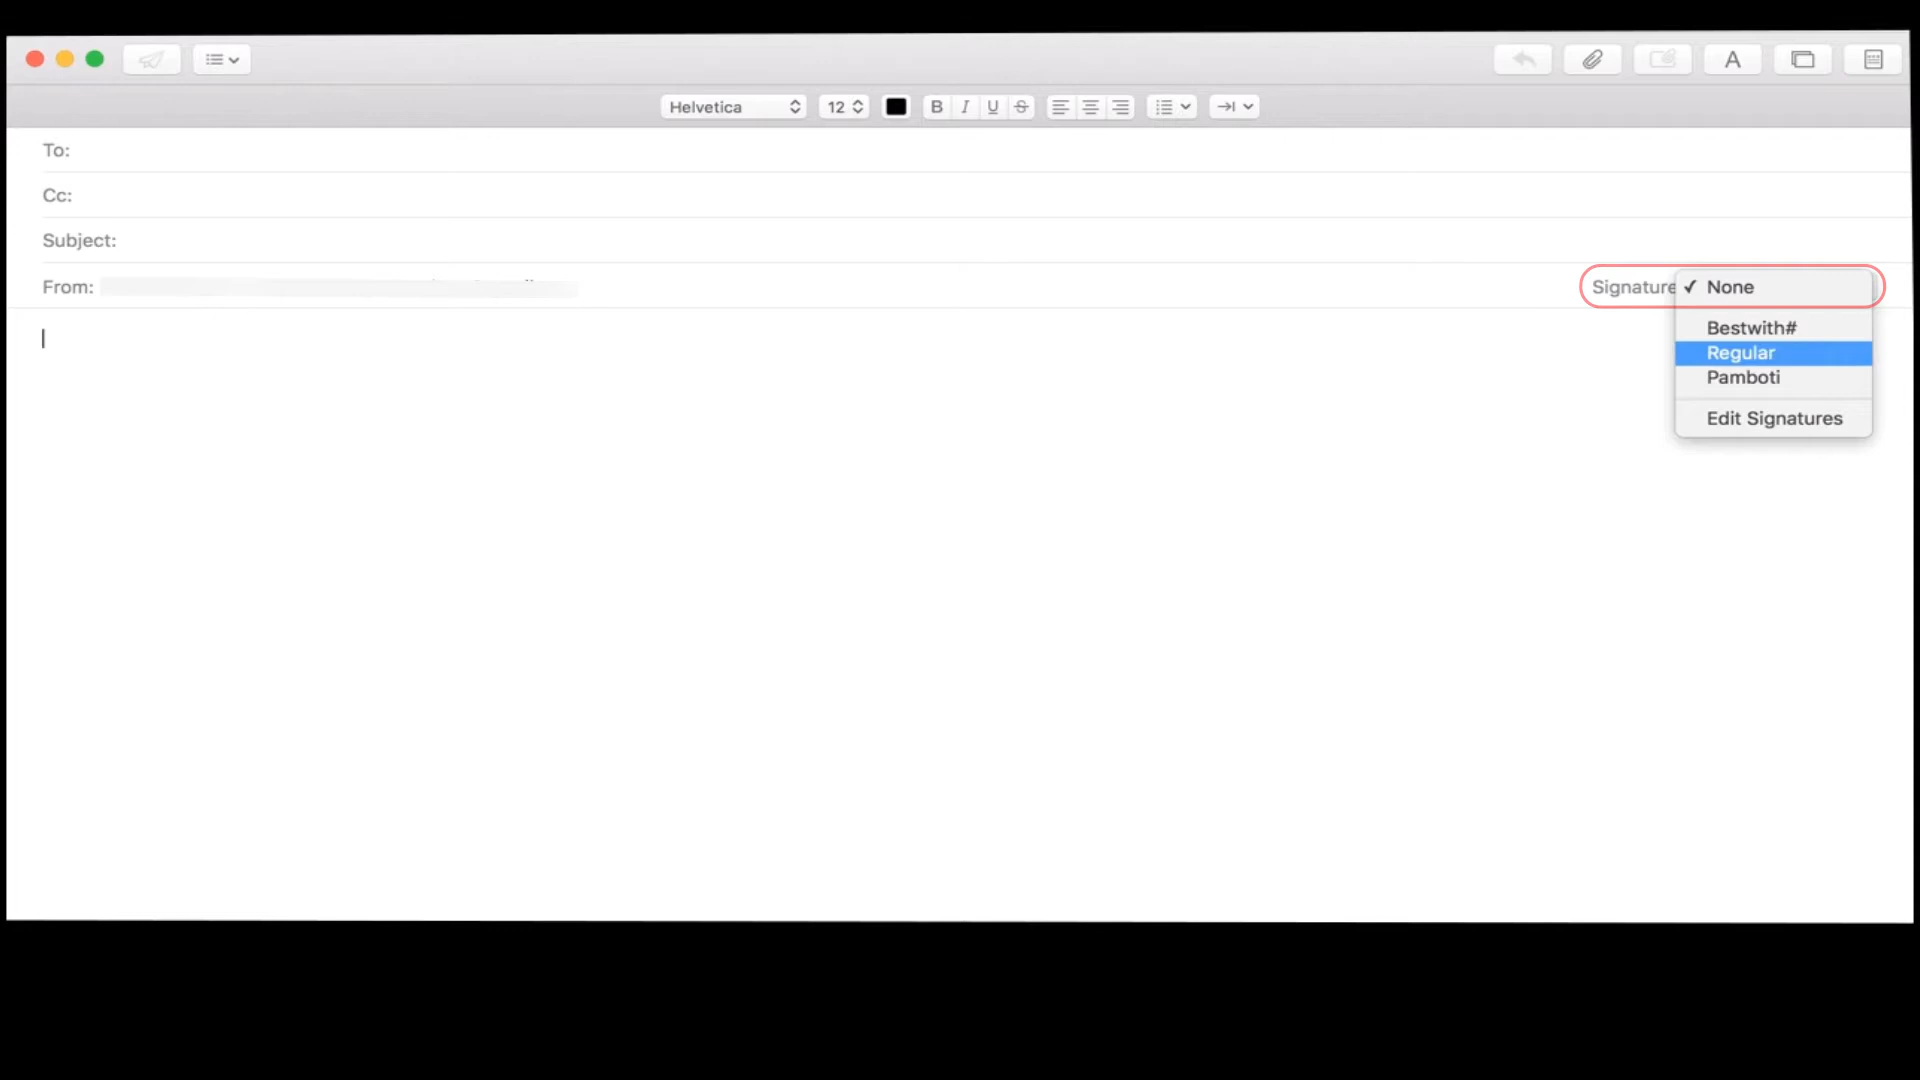 Helvetica 12 B I U S
To:
Cc:
Subject:
From:
Signature ✓ None
Bestwith#
Regular
Pamboti
Edit Signatures